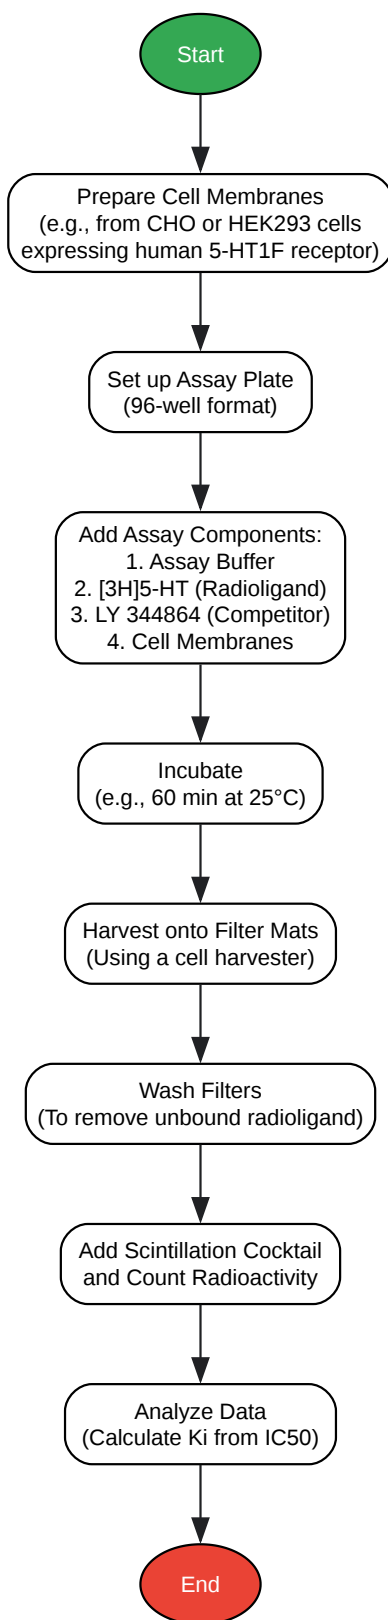 Start
Prepare Cell Membranes
(e.g., from CHO or HEK293 cells
expressing human 5-HT1F receptor)
Set up Assay Plate
(96-well format)
Add Assay Components:
1. Assay Buffer
2. [3H]5-HT (Radioligand)
3. LY 344864 (Competitor)
4. Cell Membranes
Incubate
(e.g., 60 min at 25°C)
Harvest onto Filter Mats
(Using a cell harvester)
Wash Filters
(To remove unbound radioligand)
Add Scintillation Cocktail
and Count Radioactivity
Analyze Data
(Calculate Ki from IC50)
End